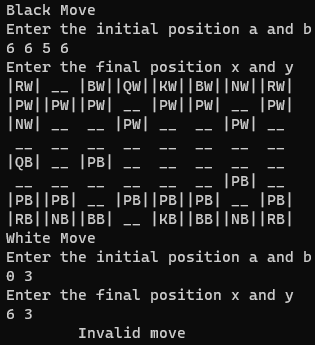 Black Move
Enter the initial position a and b
6 6 5 6
Enter the final position x and y
|RW| __ |BW||QW||KW||BW||NW||RW|
|PW||PW||PW| __ |PW||PW| __ |PW|
|NW| __  __ |PW| __  __ |PW| __
 __  __  __  __  __  __  __  __
|QB| __ |PB| __  __  __  __  __
 __  __  __  __  __  __ |PB| __
|PB||PB| __ |PB||PB||PB| __ |PB|
|RB||NB||BB| __ |KB||BB||NB||RB|
White Move
Enter the initial position a and b
0 3
Enter the final position x and y
6 3
        Invalid move